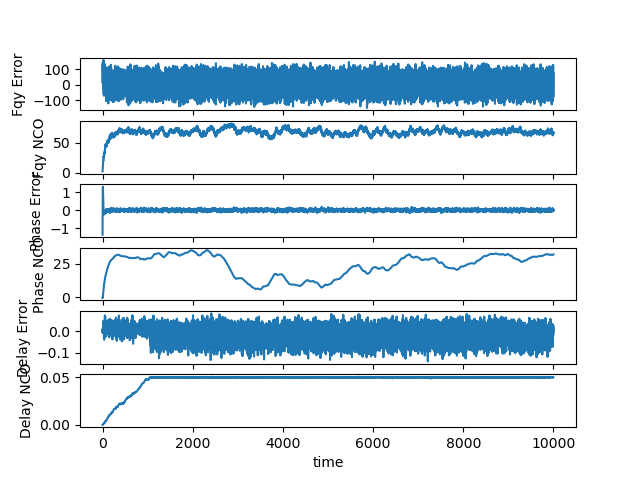 Fqy Error
100
0
−100
Fqy NCO
50
0
Phase Error
1
0
−1
Phase NCO
25
0
Delay Error
0.0
−0.1
Delay NCO
0.05
0.00
0 2000 4000 6000 8000 10000
time